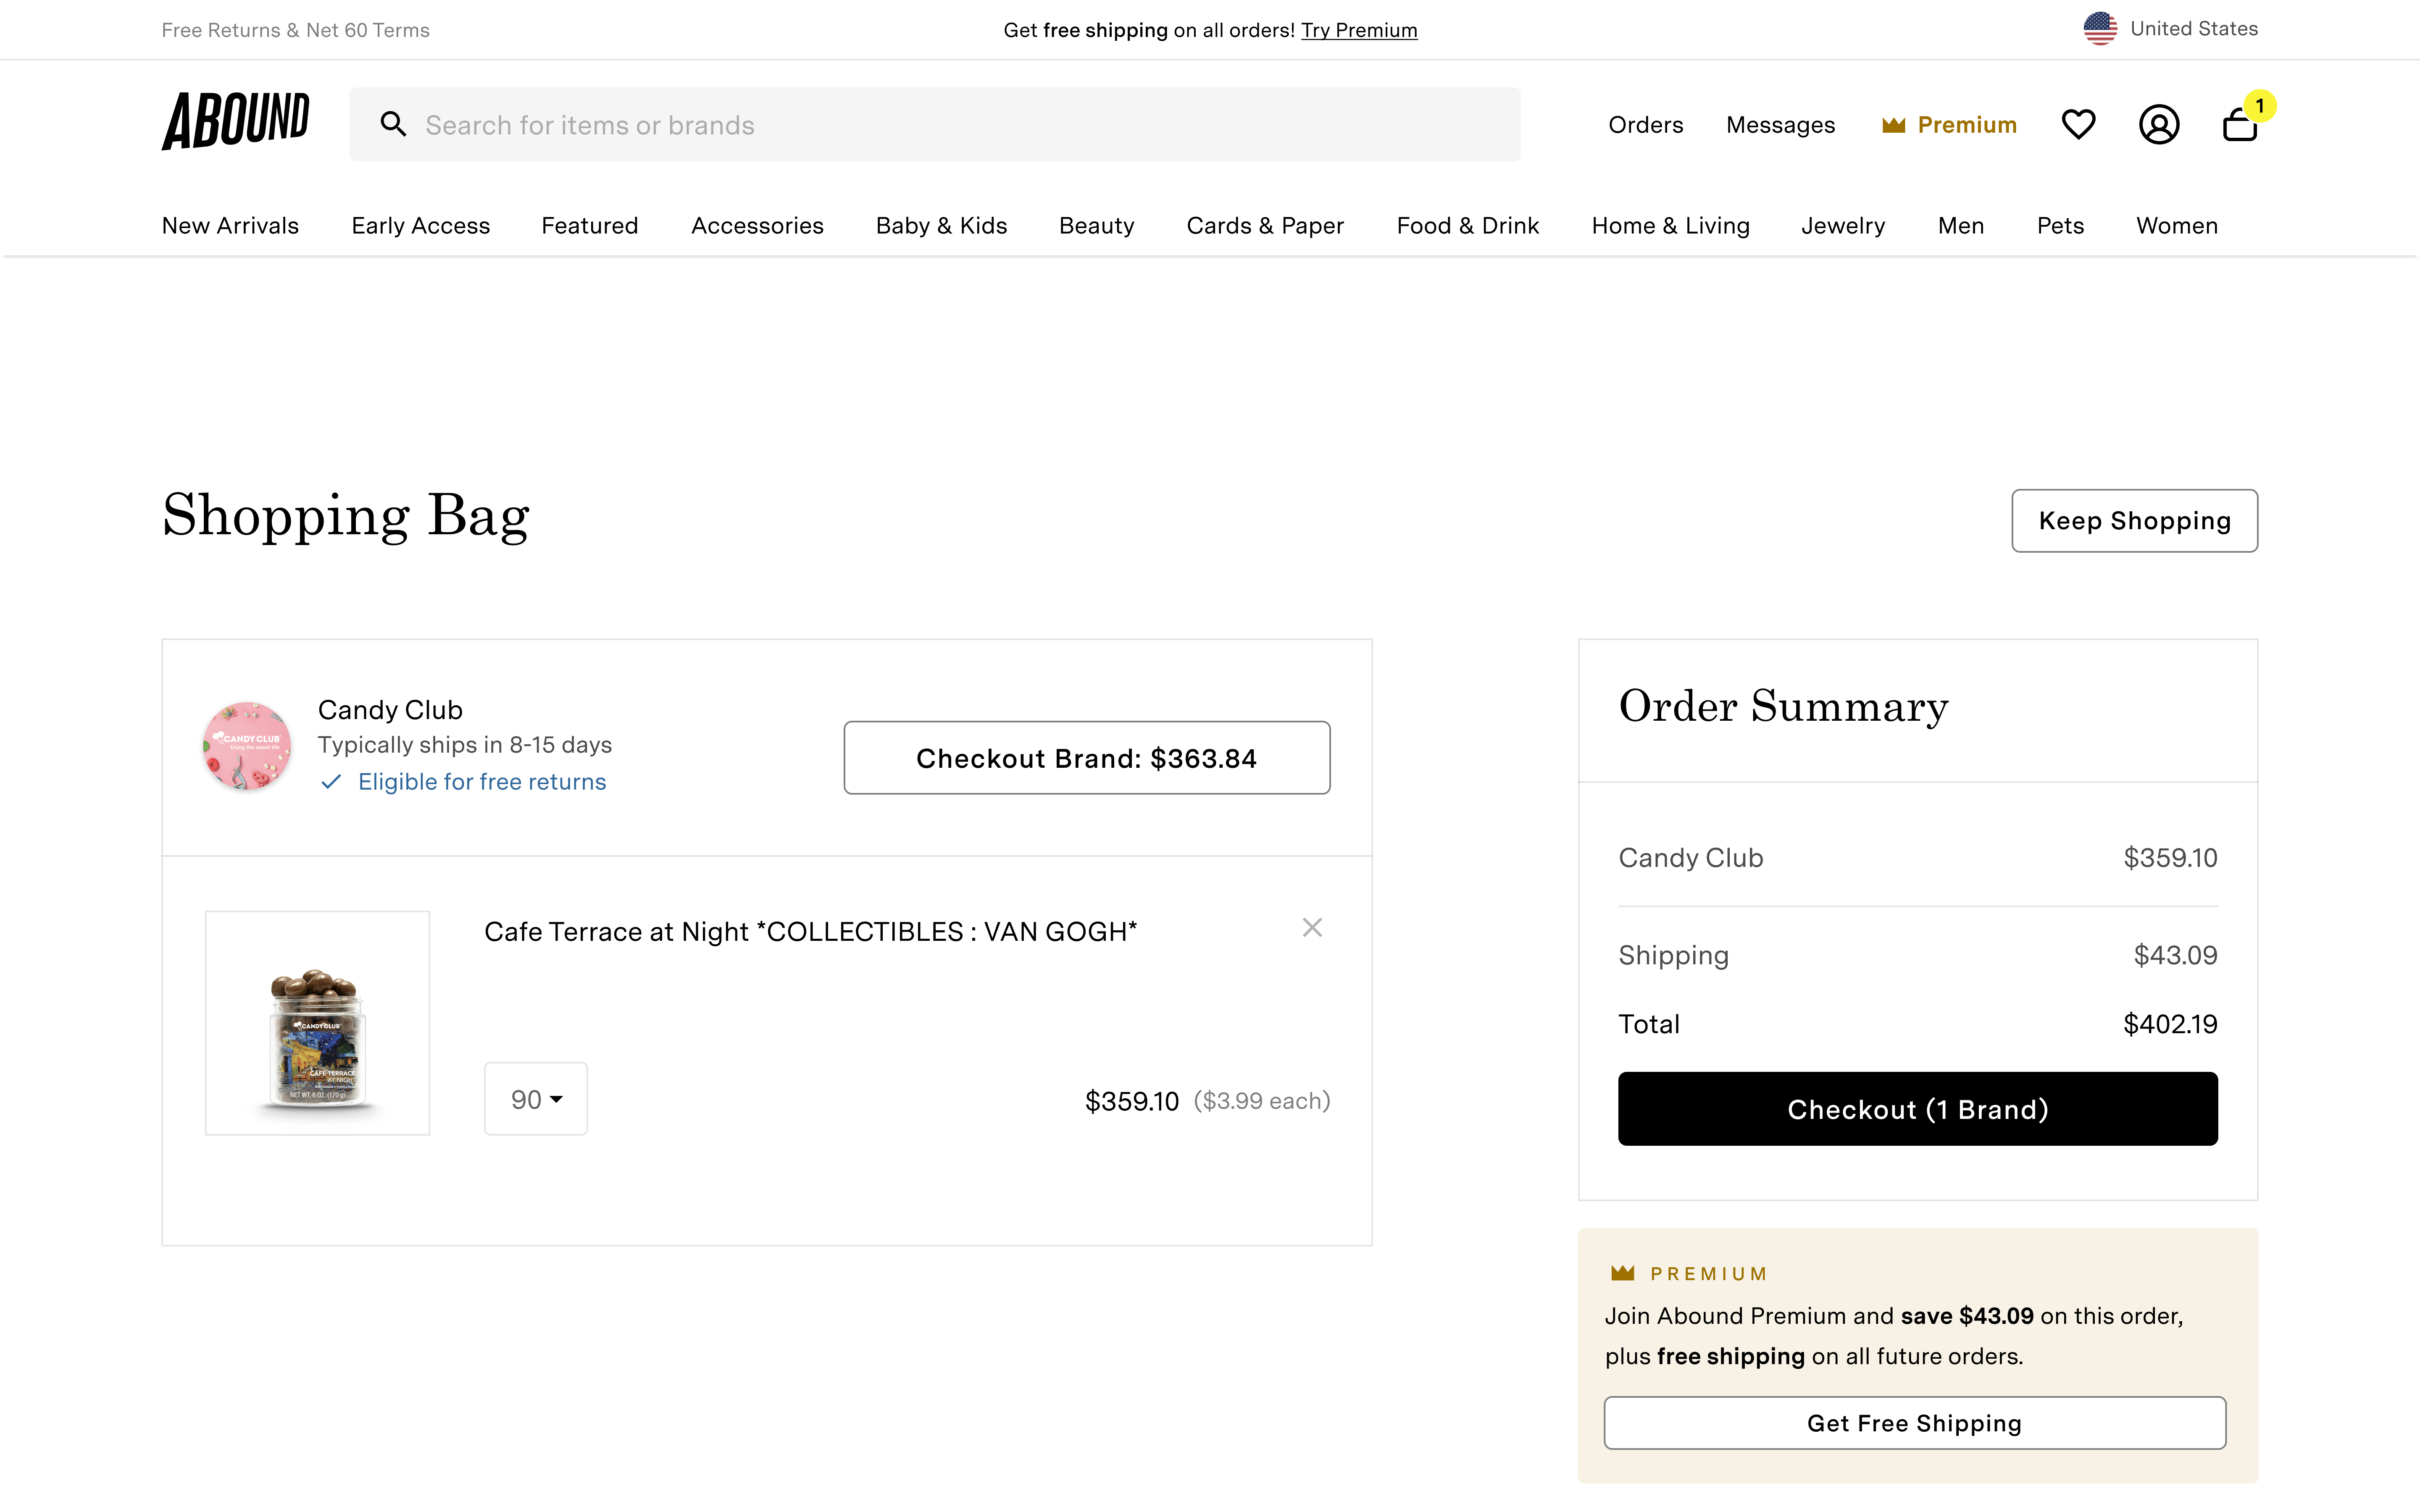 Free Returns & Net 60 Terms
Get free shipping on all orders! Try Premium
United States
ABOUND
Search for items or brands
Orders
Messages
Premium
1
New Arrivals
Early Access
Featured
Accessories
Baby & Kids
Beauty
Cards & Paper
Food & Drink
Home & Living
Jewelry
Men
Pets
Women
Shopping Bag
Keep Shopping
CANDY CLUB
Enjoy the sweet life
Candy Club
Typically ships in 8-15 days
Eligible for free returns
Checkout Brand: $363.84
Cafe Terrace at Night *COLLECTIBLES : VAN GOGH*
CANDY CLUB
CAFÉ TERRACE
AT NIGHT
NET WT. 6 OZ. (170 g)
90
$359.10 ($3.99 each)
Order Summary
Candy Club $359.10
Shipping $43.09
Total $402.19
Checkout (1 Brand)
PREMIUM
Join Abound Premium and save $43.09 on this order,
plus free shipping on all future orders.
Get Free Shipping